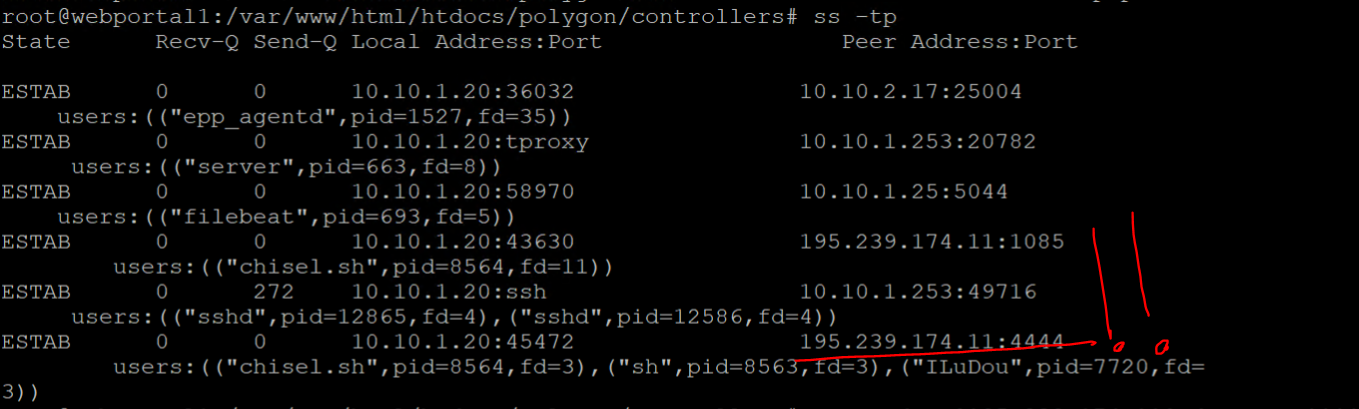 root@webportal1:/var/www/html/htdocs/polygon/controllers# ss -tp
State Recv-Q Send-Q Local Address:Port Peer Address:Port
ESTAB 0 0 10.10.1.20:36032 10.10.2.17:25004
users:(("epp_agentd",pid=1527,fd=35))
ESTAB 0 0 10.10.1.20:tproxy 10.10.1.253:20782
users:(("server",pid=663,fd=8))
ESTAB 0 0 10.10.1.20:58970 10.10.1.25:5044
users:(("filebeat",pid=693,fd=5))
ESTAB 0 0 10.10.1.20:43630 195.239.174.11:1085
users:(("chisel.sh",pid=8564,fd=11))
ESTAB 0 272 10.10.1.20:ssh 10.10.1.253:49716
users:(("sshd",pid=12865,fd=4),("sshd",pid=12586,fd=4))
ESTAB 0 0 10.10.1.20:45472 195.239.174.11:4444
users:(("chisel.sh",pid=8564,fd=3),("sh",pid=8563,fd=3),("ILuDou",pid=7720,fd=
3))
!!